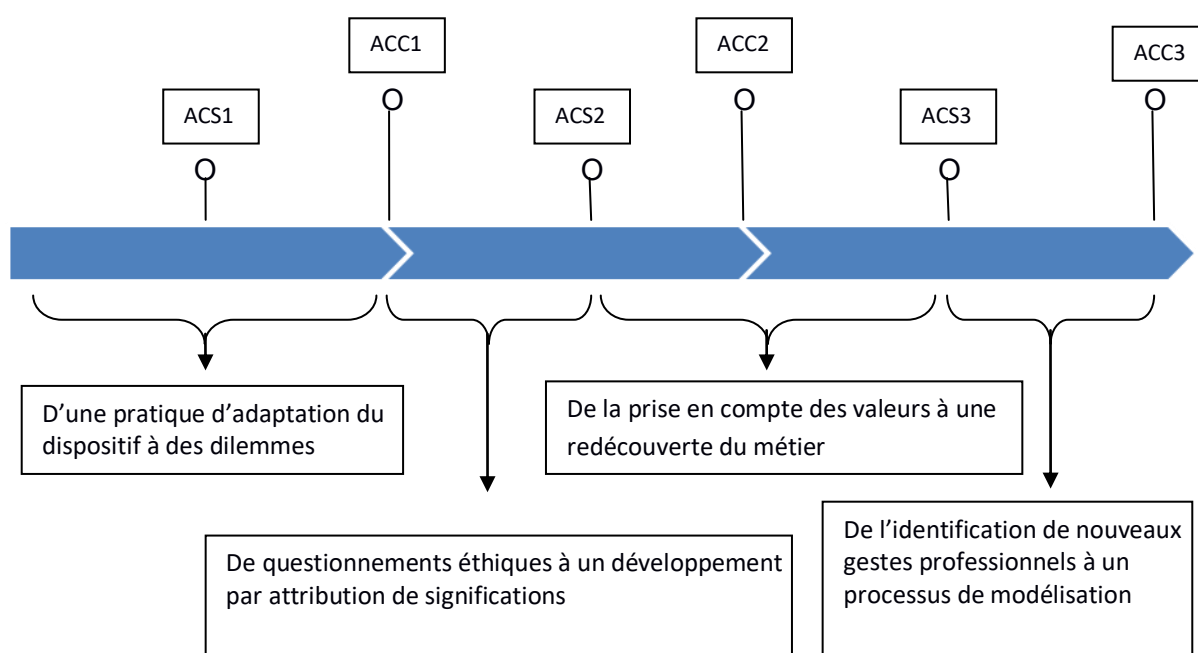 ACC1
ACC2
ACC3
ACS1
ACS2
ACS3
D’une pratique d’adaptation du
dispositif à des dilemmes
De la prise en compte des valeurs à une
redécouverte du métier
De questionnements éthiques à un développement
par attribution de significations
De l’identification de nouveaux
gestes professionnels à un
processus de modélisation